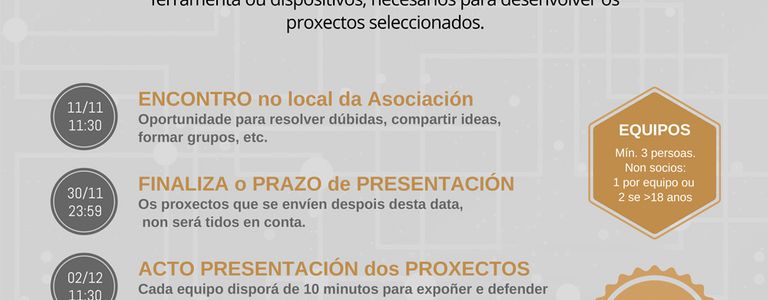 ferramenta ou dispositivos, necesarios para desenvolver os
proxectos seleccionados.
11/11
11:30
ENCONTRO no local da Asociación
Oportunidade para resolver dúbidas, compartir ideas,
formar grupos, etc.
EQUIPOS
Mín. 3 persoas.
Non socios:
1 por equipo ou
2 se >18 anos
30/11
23:59
FINALIZA o PRAZO de PRESENTACIÓN
Os proxectos que se envíen despois desta data,
non será tidos en conta.
02/12
11:30
ACTO PRESENTACIÓN dos PROXECTOS
Cada equipo disporá de 10 minutos para expoñer e defender